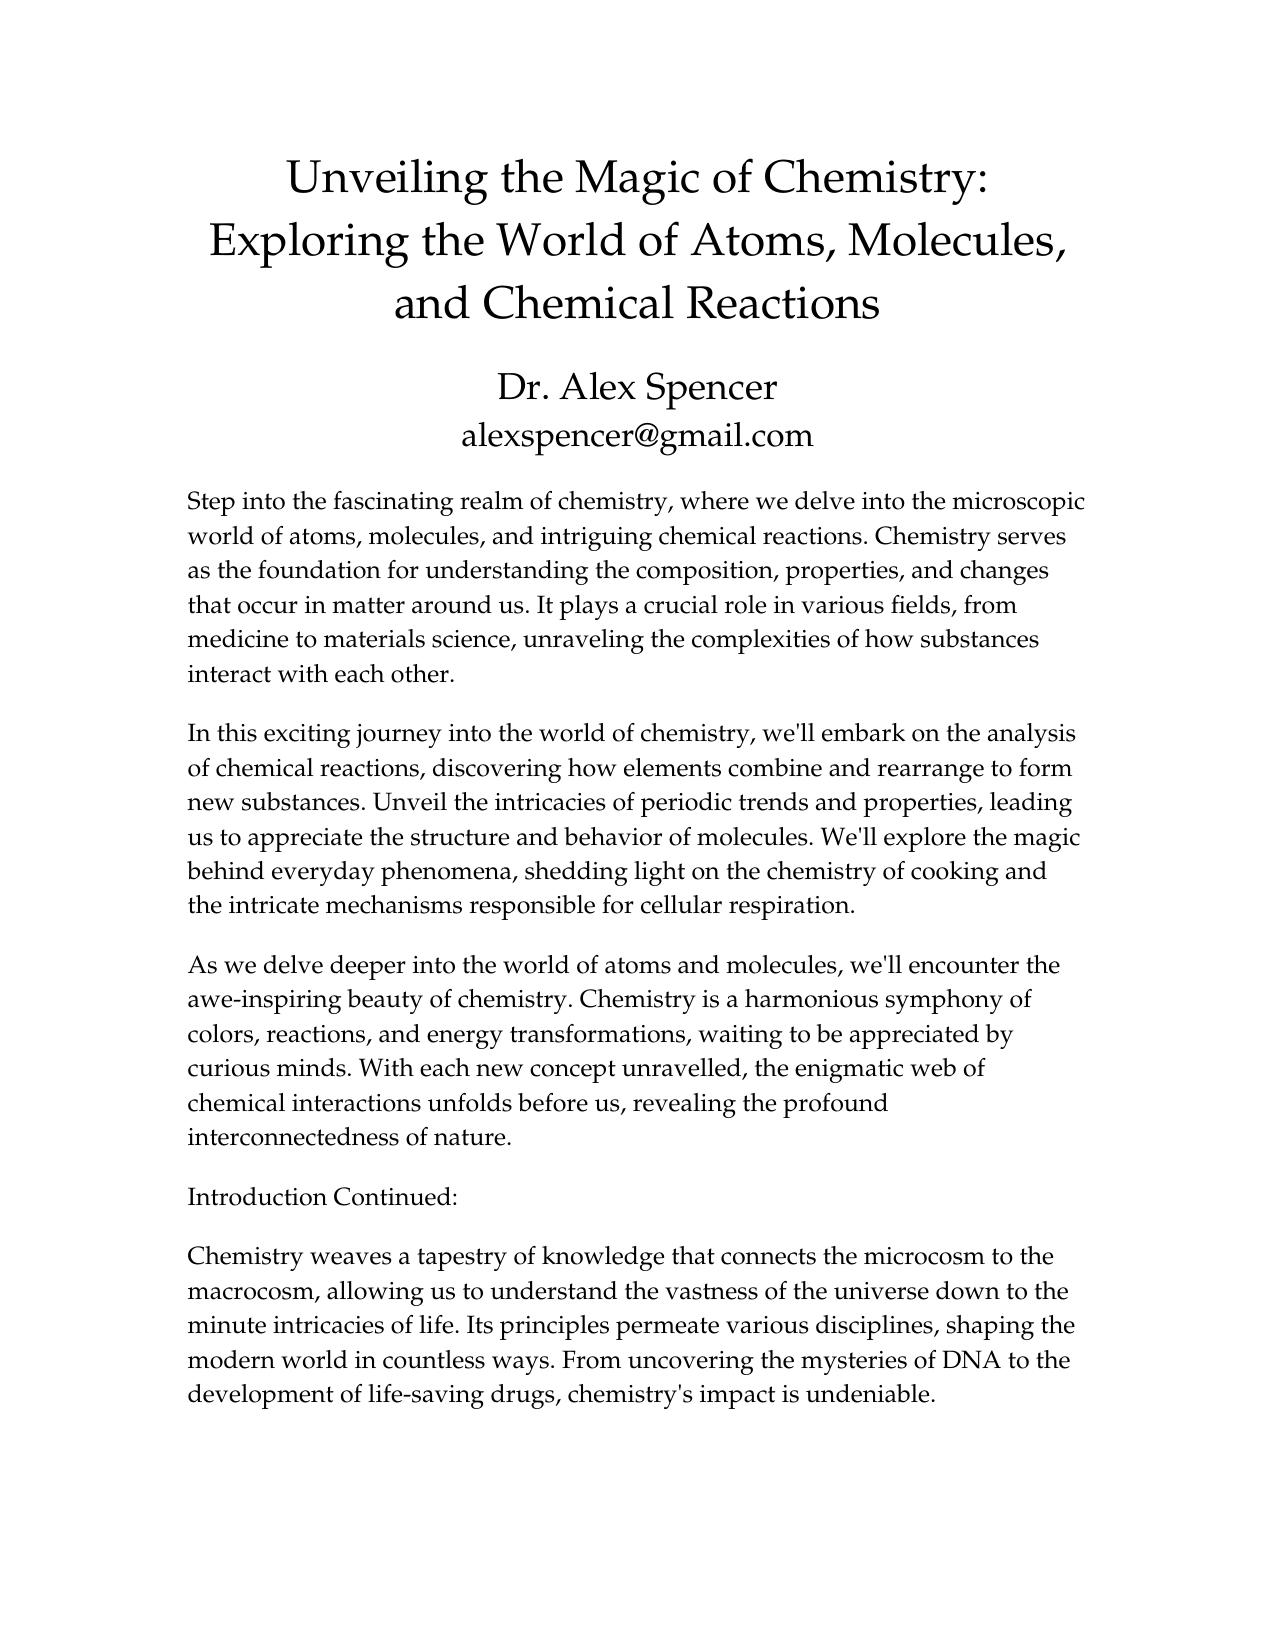 Unveiling the Magic of Chemistry:
Exploring the World of Atoms, Molecules,
and Chemical Reactions
Dr. Alex Spencer
alexspencer@gmail.com
Step into the fascinating realm of chemistry, where we delve into the microscopic
world of atoms, molecules, and intriguing chemical reactions. Chemistry serves
as the foundation for understanding the composition, properties, and changes
that occur in matter around us. It plays a crucial role in various fields, from
medicine to materials science, unraveling the complexities of how substances
interact with each other.
In this exciting journey into the world of chemistry, we'll embark on the analysis
of chemical reactions, discovering how elements combine and rearrange to form
new substances. Unveil the intricacies of periodic trends and properties, leading
us to appreciate the structure and behavior of molecules. We'll explore the magic
behind everyday phenomena, shedding light on the chemistry of cooking and
the intricate mechanisms responsible for cellular respiration.
As we delve deeper into the world of atoms and molecules, we'll encounter the
awe-inspiring beauty of chemistry. Chemistry is a harmonious symphony of
colors, reactions, and energy transformations, waiting to be appreciated by
curious minds. With each new concept unravelled, the enigmatic web of
chemical interactions unfolds before us, revealing the profound
interconnectedness of nature.
Introduction Continued:
Chemistry weaves a tapestry of knowledge that connects the microcosm to the
macrocosm, allowing us to understand the vastness of the universe down to the
minute intricacies of life. Its principles permeate various disciplines, shaping the
modern world in countless ways. From uncovering the mysteries of DNA to the
development of life-saving drugs, chemistry's impact is undeniable.